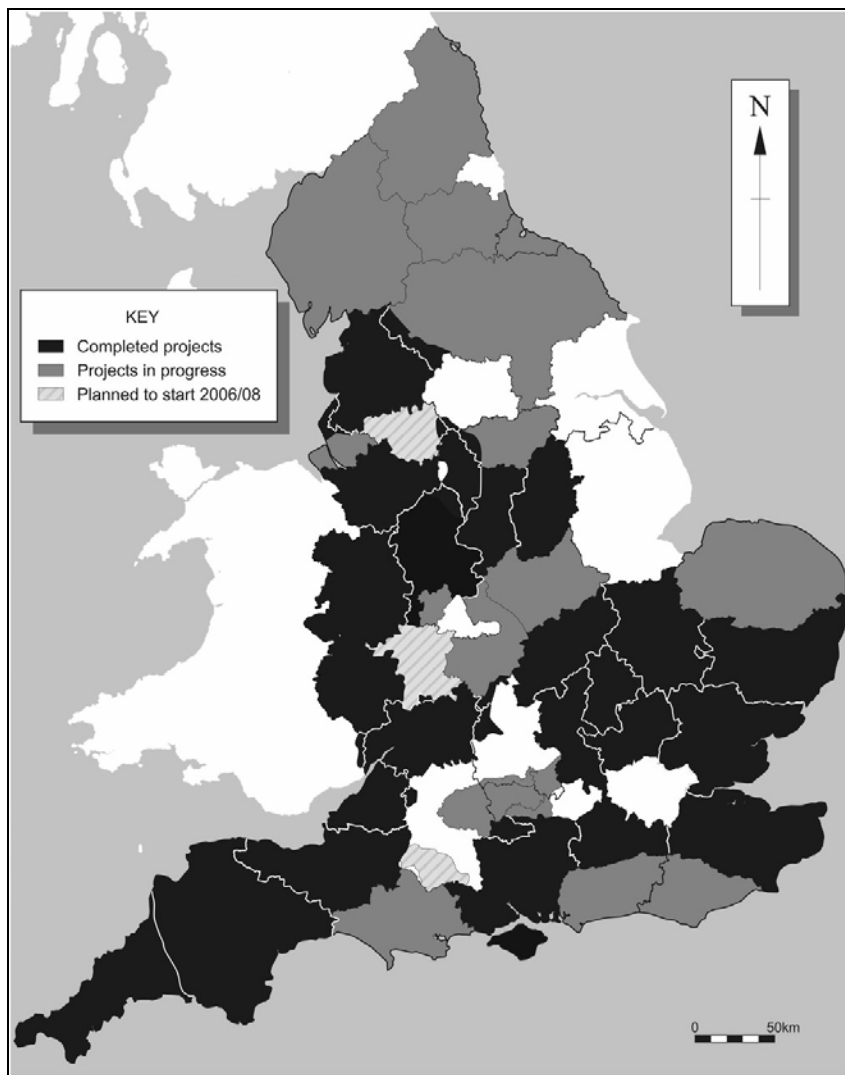 N
KEY
Completed projects
Projects in progress
Planned to start 2006/08
0 50km